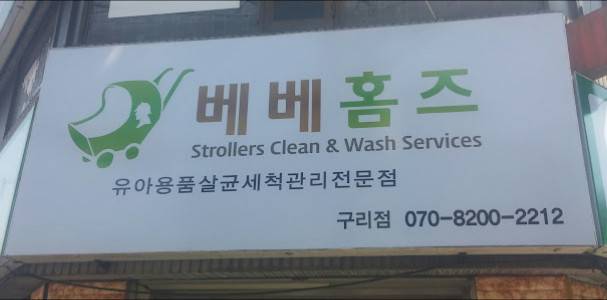 베베홈즈
Strollers Clean & Wash Services
유아용품살균세척관리전문점
구리점 070-8200-2212